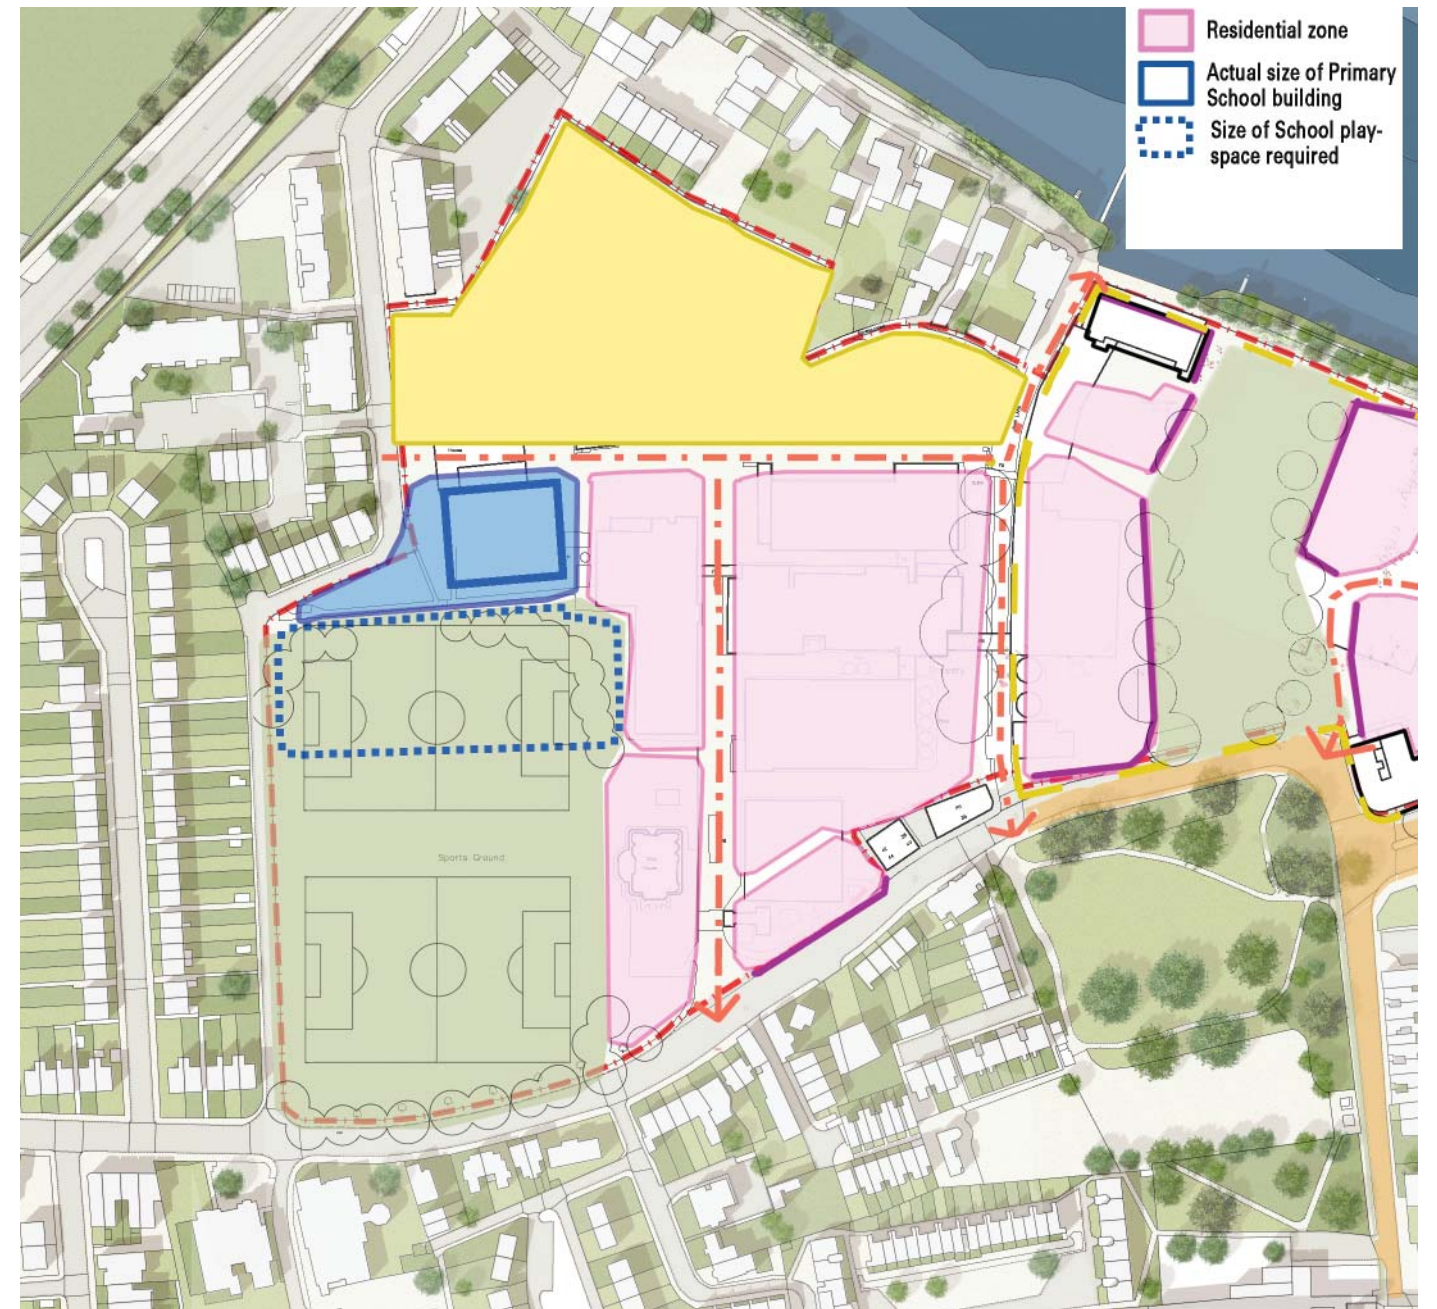 Residential zone
Actual size of Primary
School building
Size of School play-
space required
Sports Ground